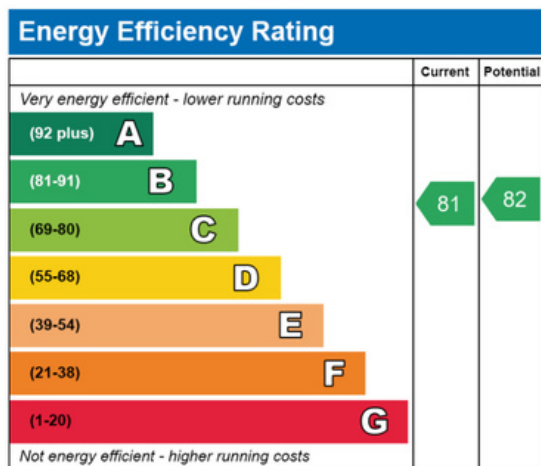 Energy Efficiency Rating
Current Potential
Very energy efficient - lower running costs
(92 plus) A
(81-91) B
(69-80) C
(55-68) D
(39-54) E
(21-38) F
(1-20) G
81 82
Not energy efficient - higher running costs